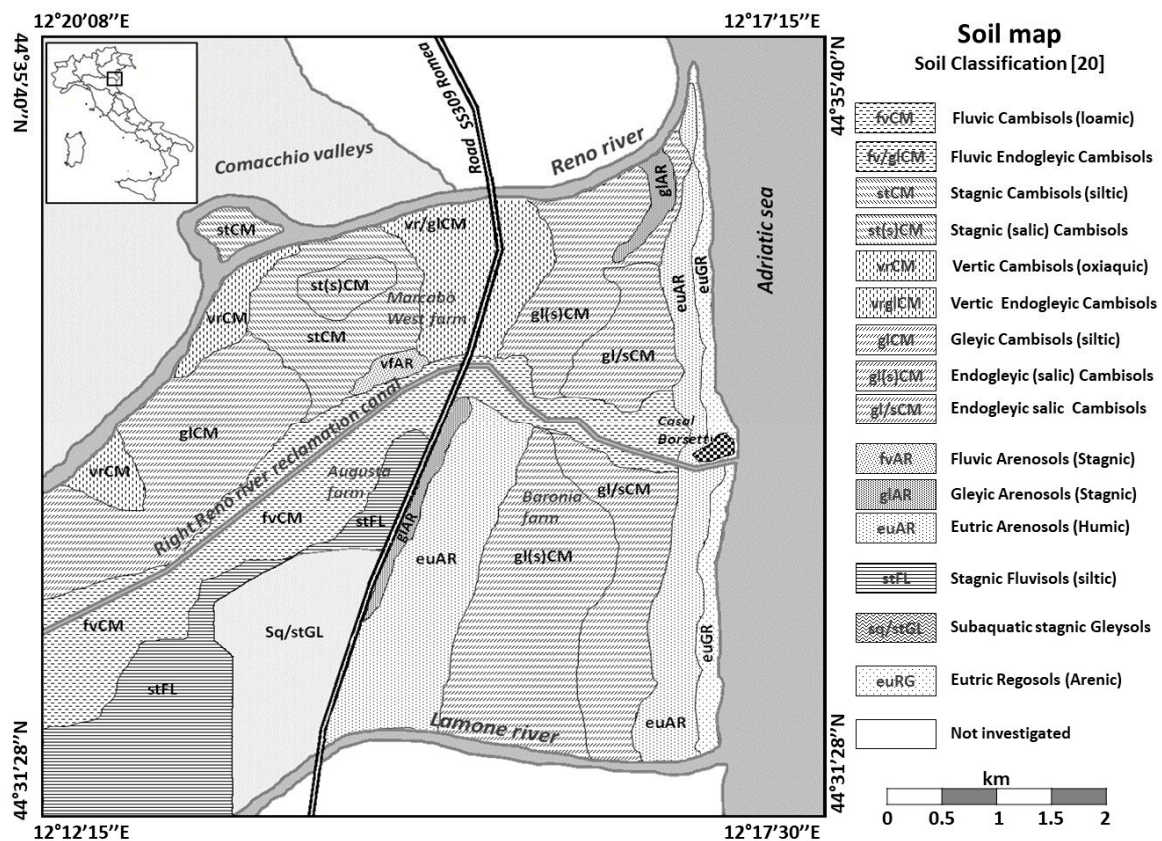 12°20'08''E
12°17'15''E
44°35'40''N
44°35'40''N
Soil map
Soil Classification [20]
fvCM Fluvic Cambisols (loamic)
fv/glCM Fluvic Endogleyic Cambisols
stCM Stagnic Cambisols (siltic)
st(s)CM Stagnic (salic) Cambisols
vrCM Vertic Cambisols (oxiaquic)
vrglCM Vertic Endogleyic Cambisols
glCM Gleyic Cambisols (siltic)
gl(s)CM Endogleyic (salic) Cambisols
gl/sCM Endogleyic salic Cambisols
fvAR Fluvic Arenosols (Stagnic)
glAR Gleyic Arenosols (Stagnic)
euAR Eutric Arenosols (Humic)
stFL Stagnic Fluvisols (siltic)
sq/stGL Subaquatic stagnic Gleysols
euRG Eutric Regosols (Arenic)
Not investigated
km
0 0.5 1 1.5 2
Road SS309 Romea
Comacchio valleys
Reno river
Adriatic sea
glAR
stCM
vr/glCM
st(s)CM
Marcabò
West farm
vrCM
stCM
gl(s)CM
euAR
euGR
gl/sCM
vfAR
glCM
Right Reno river reclamation canal
Casal
Borsetti
vrCM
Augusta
farm
Baronia
farm
gl/sCM
fvCM
stFL
glAR
euAR
gl(s)CM
fvCM
Sq/stGL
euGR
stFL
euAR
Lamone river
44°31'28''N
44°31'28''N
12°12'15''E
12°17'30''E